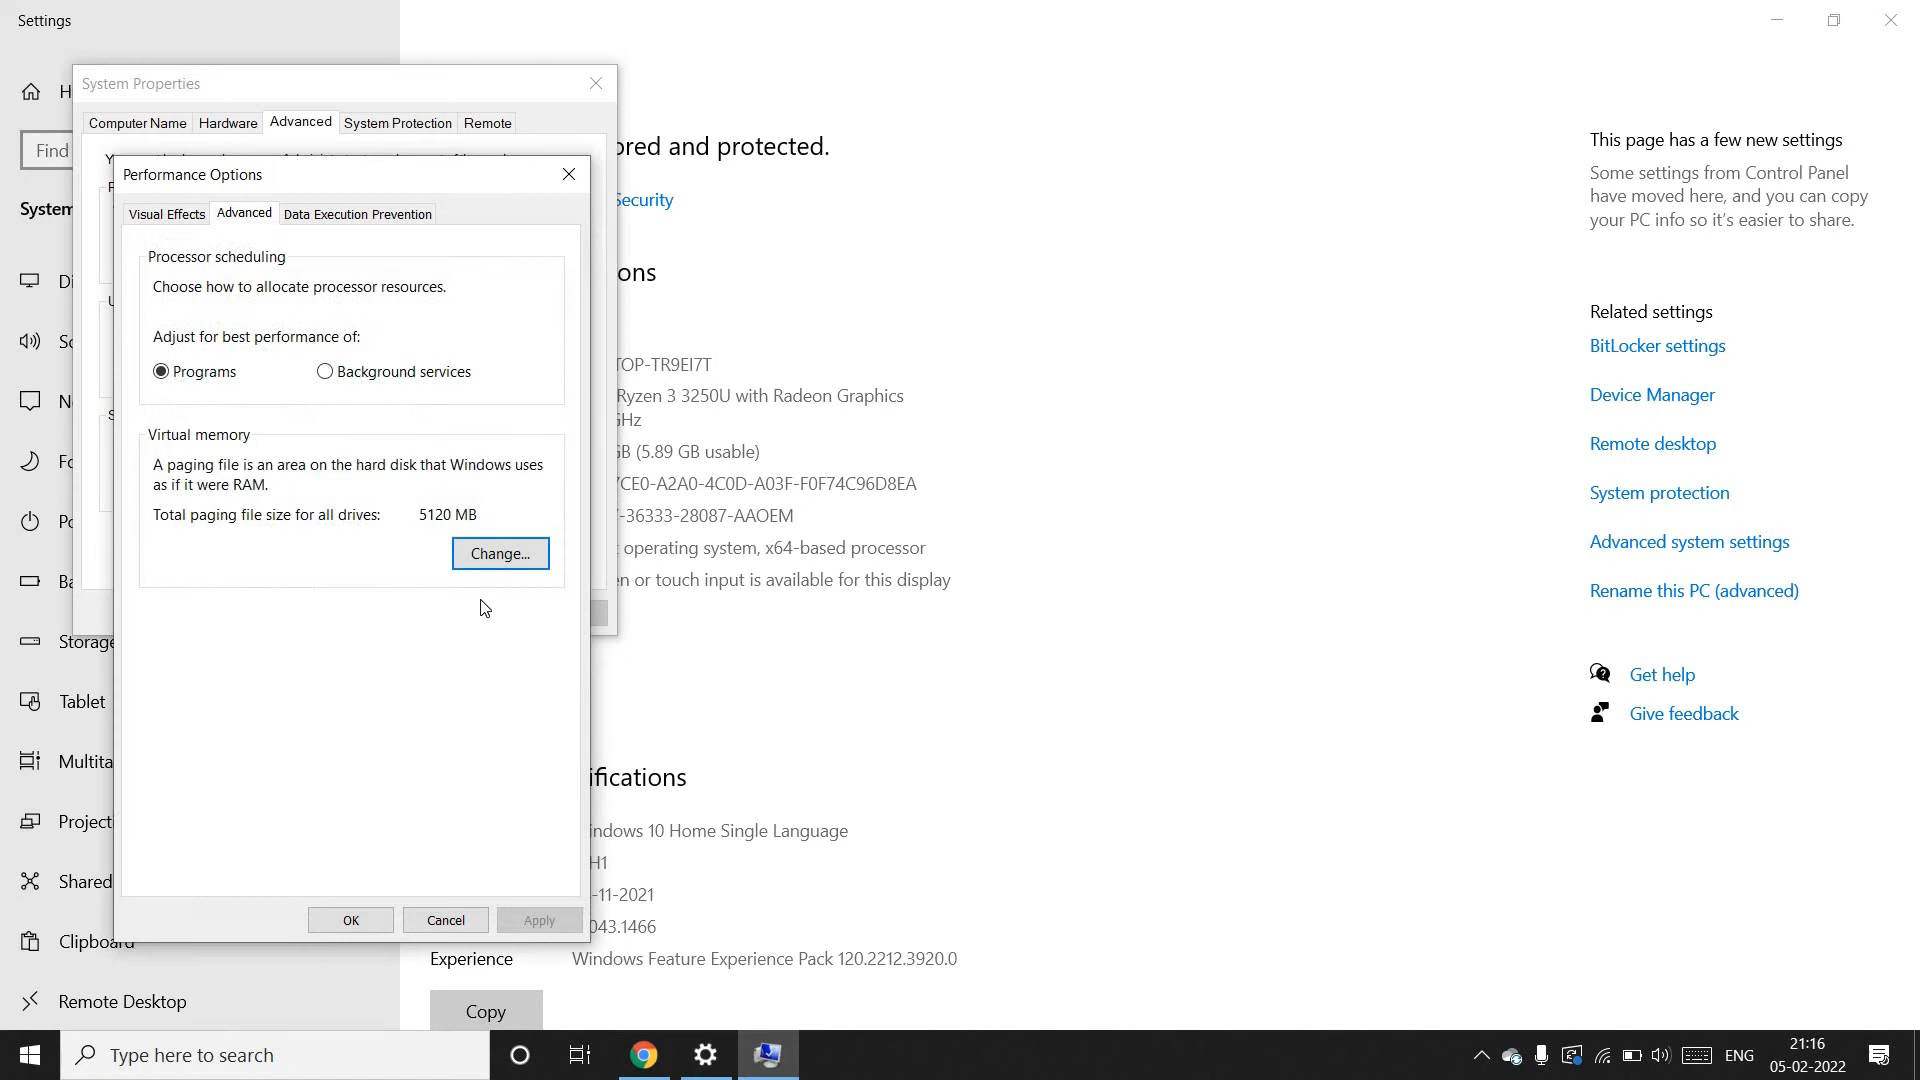 Settings
System Properties
Computer Name
Hardware
Advanced
System Protection
Remote
Find
System
Storage
Tablet
Multita
Projecti
Shared
Clipboard
Remote Desktop
Performance Options
Visual Effects
Advanced
Data Execution Prevention
Processor scheduling
Choose how to allocate processor resources.
Adjust for best performance of:
Programs
Background services
Virtual memory
A paging file is an area on the hard disk that Windows uses
as if it were RAM.
Total paging file size for all drives: 5120 MB
Change...
OK
Cancel
Apply
ored and protected.
Security
ons
TOP-TR9EI7T
Ryzen 3 3250U with Radeon Graphics
GHz
GB (5.89 GB usable)
7CE0-A2A0-4C0D-A03F-F0F74C96D8EA
-36333-28087-AAOEM
operating system, x64-based processor
en or touch input is available for this display
ifications
indows 10 Home Single Language
H1
-11-2021
043.1466
Experience
Windows Feature Experience Pack 120.2212.3920.0
Copy
This page has a few new settings
Some settings from Control Panel
have moved here, and you can copy
your PC info so it's easier to share.
Related settings
BitLocker settings
Device Manager
Remote desktop
System protection
Advanced system settings
Rename this PC (advanced)
Get help
Give feedback
Type here to search
ENG
21:16
05-02-2022